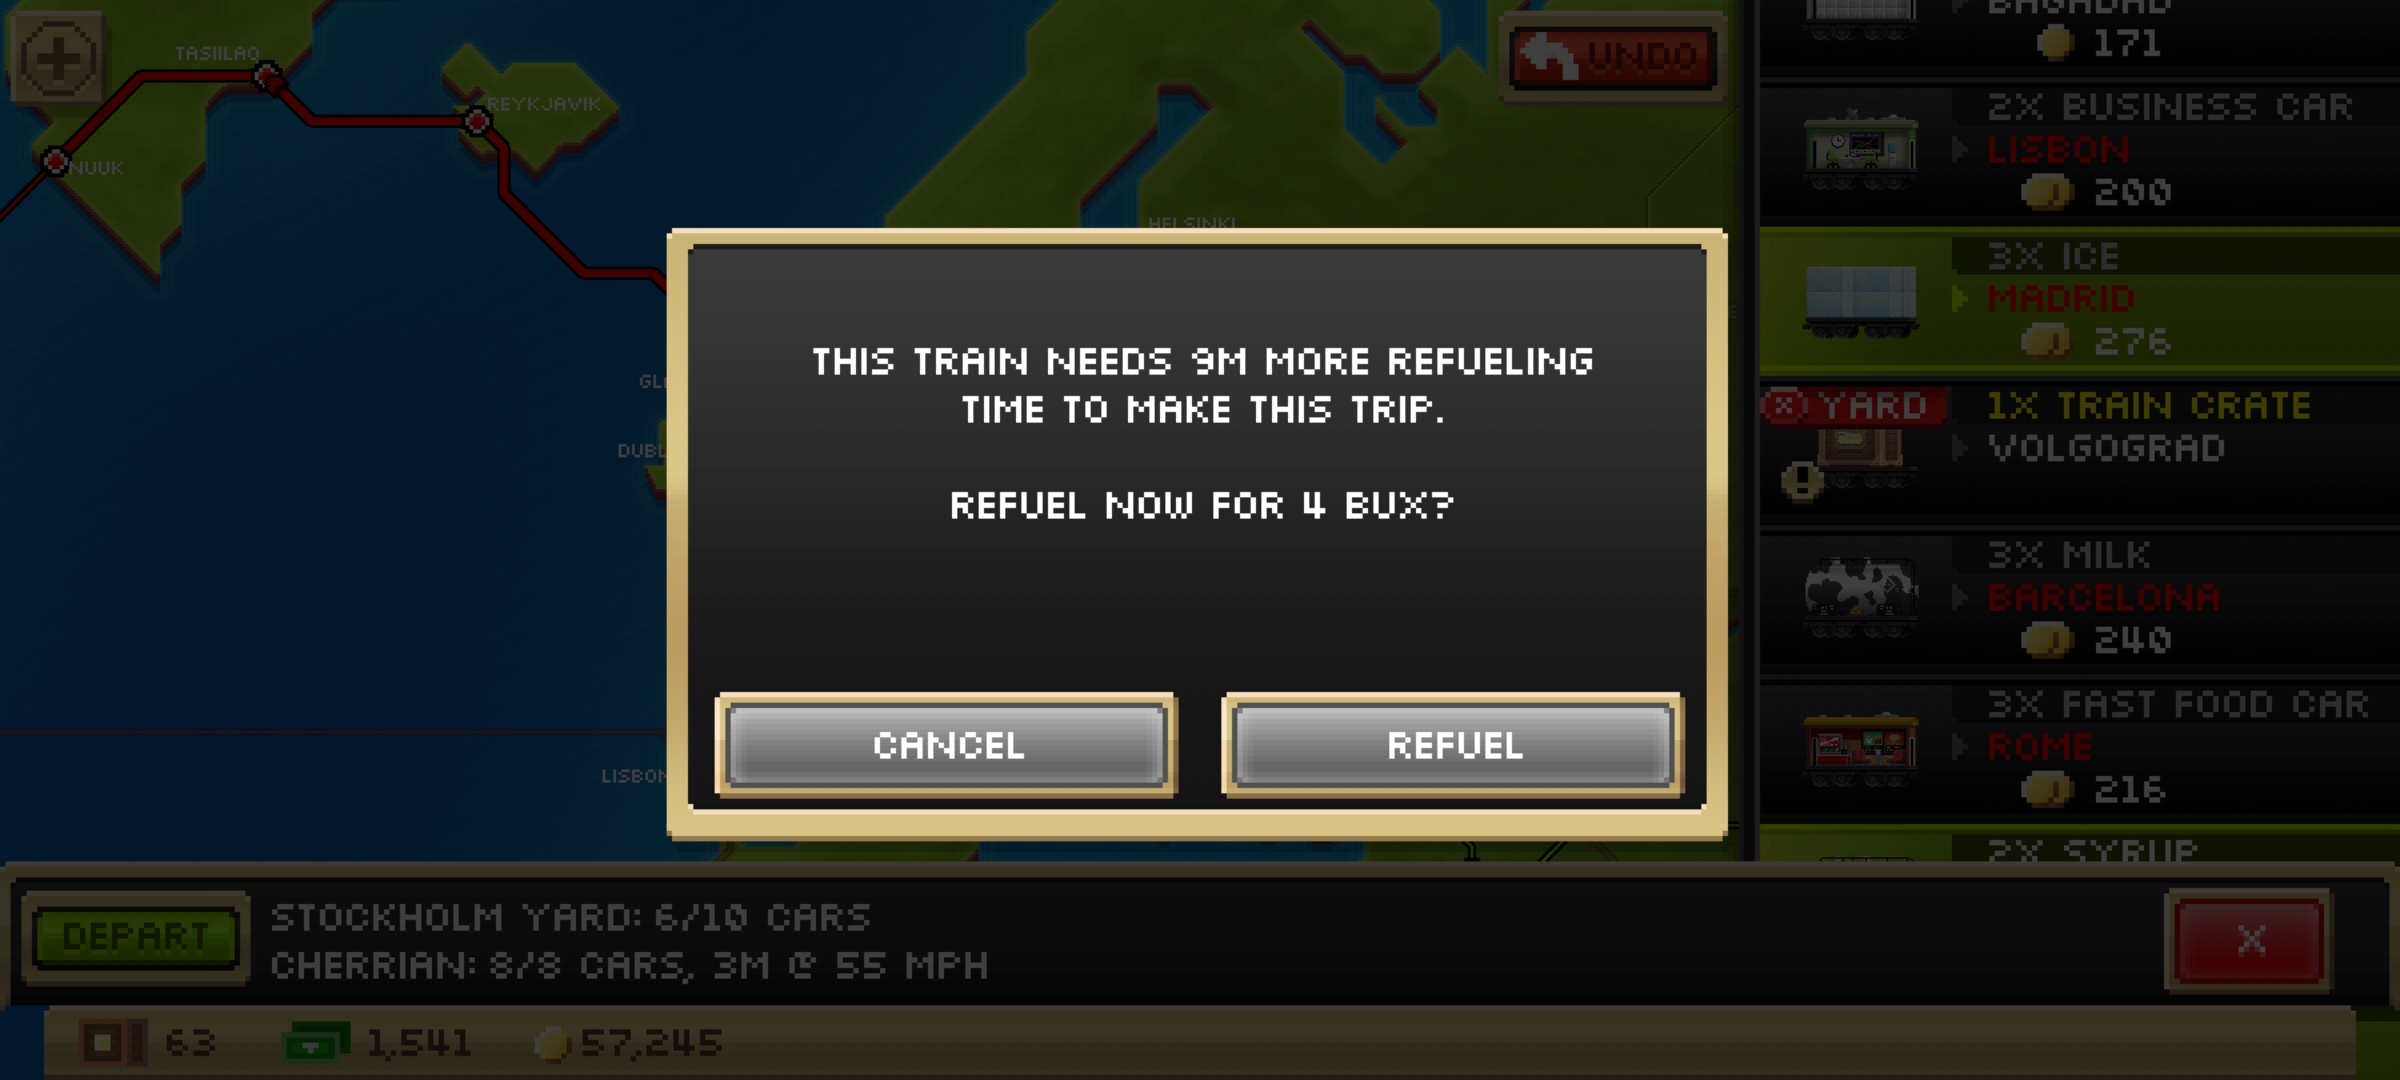 TASIILAQ
REYKJAVIK
NUUK
UNDO
HELSINKI
DUBL
LISBON
THIS TRAIN NEEDS 9M MORE REFUELING
TIME TO MAKE THIS TRIP.
REFUEL NOW FOR 4 BUX?
CANCEL
REFUEL
BAGHDAD
171
2X BUSINESS CAR
LISBON
200
3X ICE
MADRID
276
YARD
1X TRAIN CRATE
VOLGOGRAD
3X MILK
BARCELONA
240
3X FAST FOOD CAR
ROME
216
2X SYRUP
DEPART
STOCKHOLM YARD: 6/10 CARS
CHERRIAN: 8/8 CARS, 3M @ 55 MPH
X
63
1,541
57,245